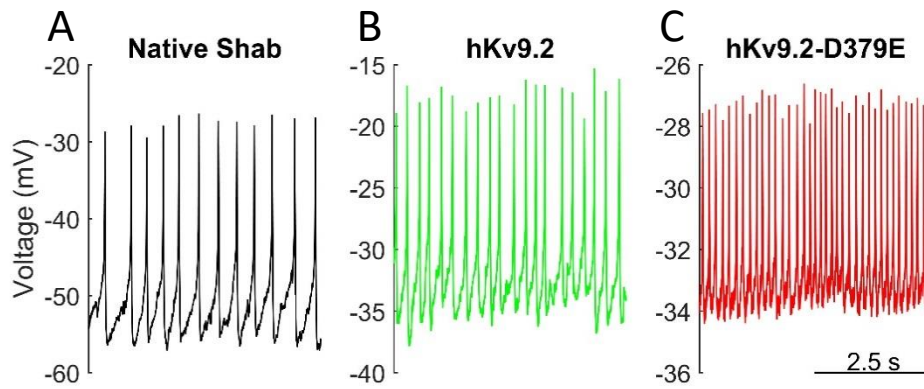 A
Native Shab
B
hKv9.2
C
hKv9.2-D379E
Voltage (mV)
-20
-30
-40
-50
-60
-15
-20
-25
-30
-35
-40
-26
-28
-30
-32
-34
-36
2.5 s